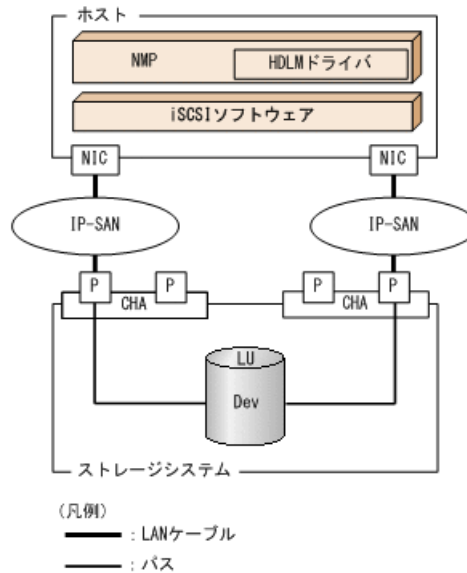 ホスト
NMP
HDLMドライバ
iSCSIソフトウェア
NIC
NIC
IP-SAN
IP-SAN
P
P
P
P
CHA
CHA
LU
Dev
ストレージシステム
(凡例)
: LANケーブル
: パス